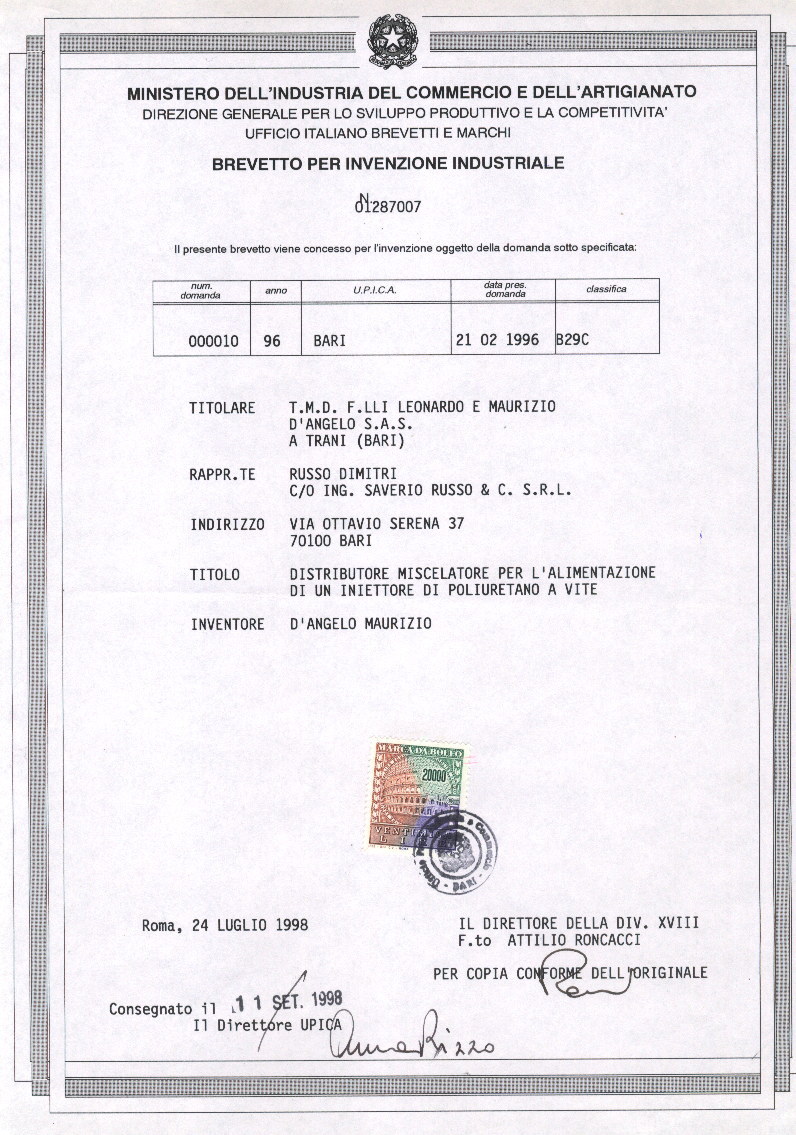 MINISTERO DELL'INDUSTRIA DEL COMMERCIO E DELL'ARTIGIANATO
DIREZIONE GENERALE PER LO SVILUPPO PRODUTTIVO E LA COMPETITIVITA'
UFFICIO ITALIANO BREVETTI E MARCHI
BREVETTO PER INVENZIONE INDUSTRIALE
N.
01287007
Il presente brevetto viene concesso per l'invenzione oggetto della domanda sotto specificata:
num. domanda anno U.P.I.C.A. data pres. domanda classifica
000010 96 BARI 21 02 1996 B29C
TITOLARE T.M.D. F.LLI LEONARDO E MAURIZIO
D'ANGELO S.A.S.
A TRANI (BARI)
RAPPR.TE RUSSO DIMITRI
C/O ING. SAVERIO RUSSO & C. S.R.L.
INDIRIZZO VIA OTTAVIO SERENA 37
70100 BARI
TITOLO DISTRIBUTORE MISCELATORE PER L'ALIMENTAZIONE
DI UN INIETTORE DI POLIURETANO A VITE
INVENTORE D'ANGELO MAURIZIO
MARCA DA BOLLO
20000
BARI
Roma, 24 LUGLIO 1998 IL DIRETTORE DELLA DIV. XVIII
F.to ATTILIO RONCACCI
PER COPIA CONFORME DELL'ORIGINALE
Consegnato il 11 SET. 1998
Il Direttore UPICA